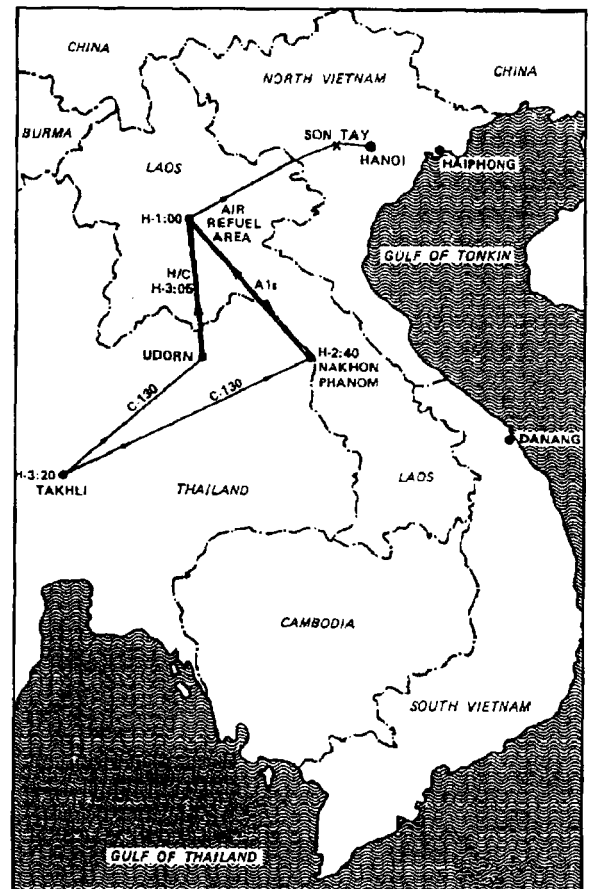 CHINA
NORTH VIETNAM
CHINA
BURMA
SON TAY
HANOI
HAIPHONG
LAOS
H-1:00
AIR
REFUEL
AREA
GULF OF TONKIN
H/C
H-3:05
A1s
UDORN
H-2:40
NAKHON
PHANOM
C-130
C-130
DANANG
H-3:20
TAKHLI
THAILAND
LAOS
CAMBODIA
SOUTH VIETNAM
GULF OF THAILAND